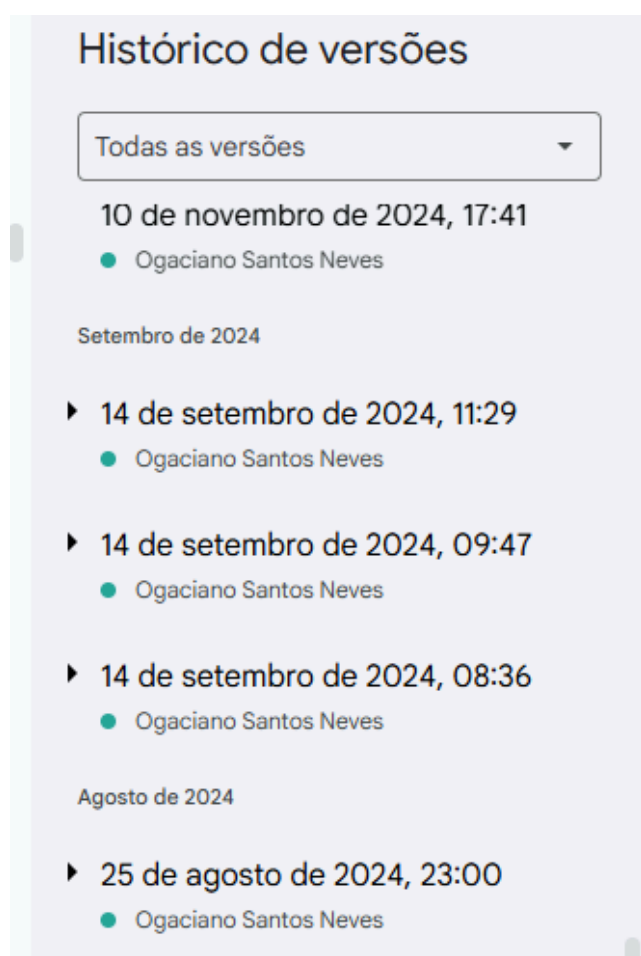 Histórico de versões
Todas as versões
10 de novembro de 2024, 17:41
Ogaciano Santos Neves
Setembro de 2024
14 de setembro de 2024, 11:29
Ogaciano Santos Neves
14 de setembro de 2024, 09:47
Ogaciano Santos Neves
14 de setembro de 2024, 08:36
Ogaciano Santos Neves
Agosto de 2024
25 de agosto de 2024, 23:00
Ogaciano Santos Neves